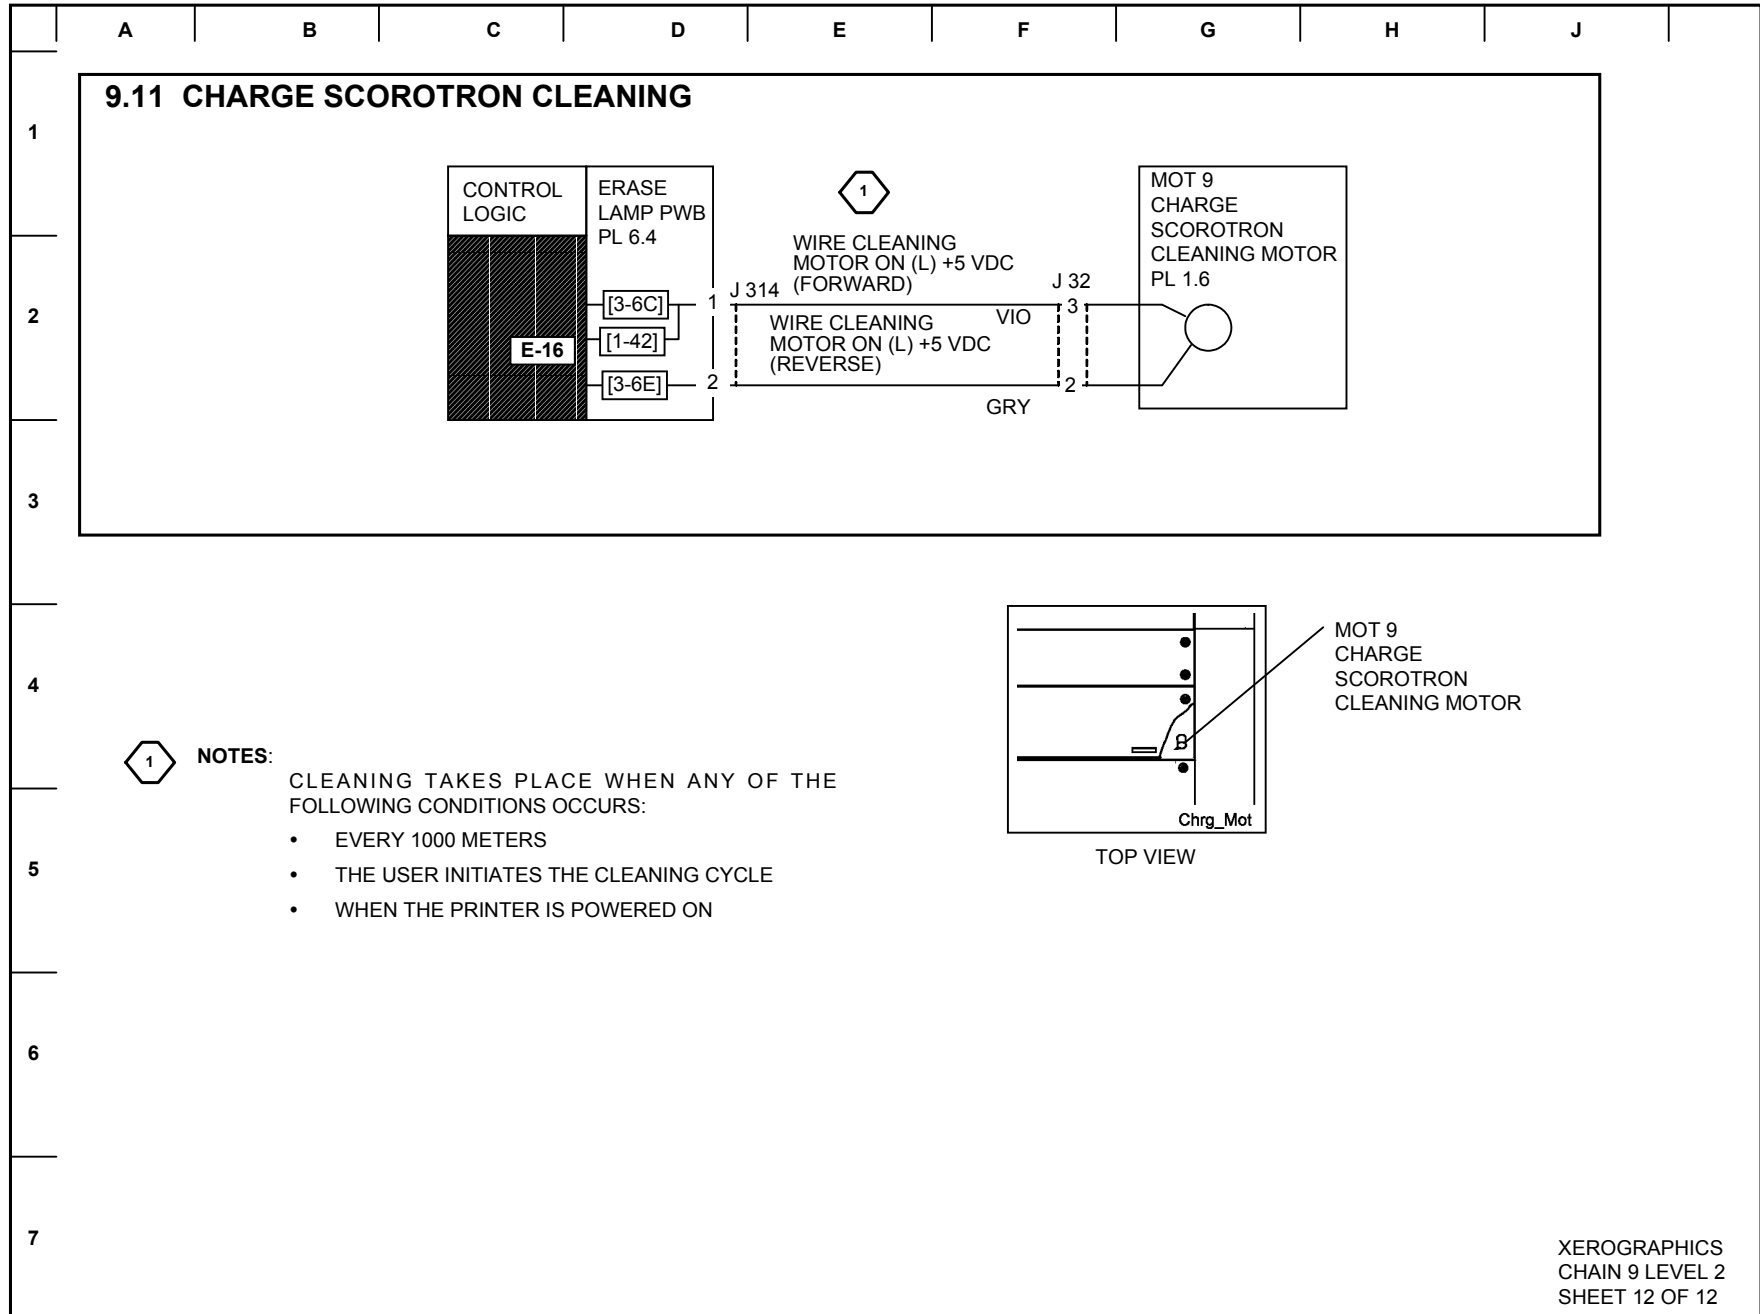 A B C D E F G H J
9.11 CHARGE SCOROTRON CLEANING
1
CONTROL
LOGIC
ERASE
LAMP PWB
PL 6.4
1
MOT 9
CHARGE
SCOROTRON
CLEANING MOTOR
PL 1.6
WIRE CLEANING
MOTOR ON (L) +5 VDC
(FORWARD)
2
[3-6C]
1
J 314
J 32
3
VIO
WIRE CLEANING
MOTOR ON (L) +5 VDC
(REVERSE)
E-16
[1-42]
[3-6E]
2
2
GRY
3
4
MOT 9
CHARGE
SCOROTRON
CLEANING MOTOR
Chrg_Mot
TOP VIEW
1
NOTES:
CLEANING TAKES PLACE WHEN ANY OF THE
FOLLOWING CONDITIONS OCCURS:
• EVERY 1000 METERS
5
• THE USER INITIATES THE CLEANING CYCLE
• WHEN THE PRINTER IS POWERED ON
6
7
XEROGRAPHICS
CHAIN 9 LEVEL 2
SHEET 12 OF 12